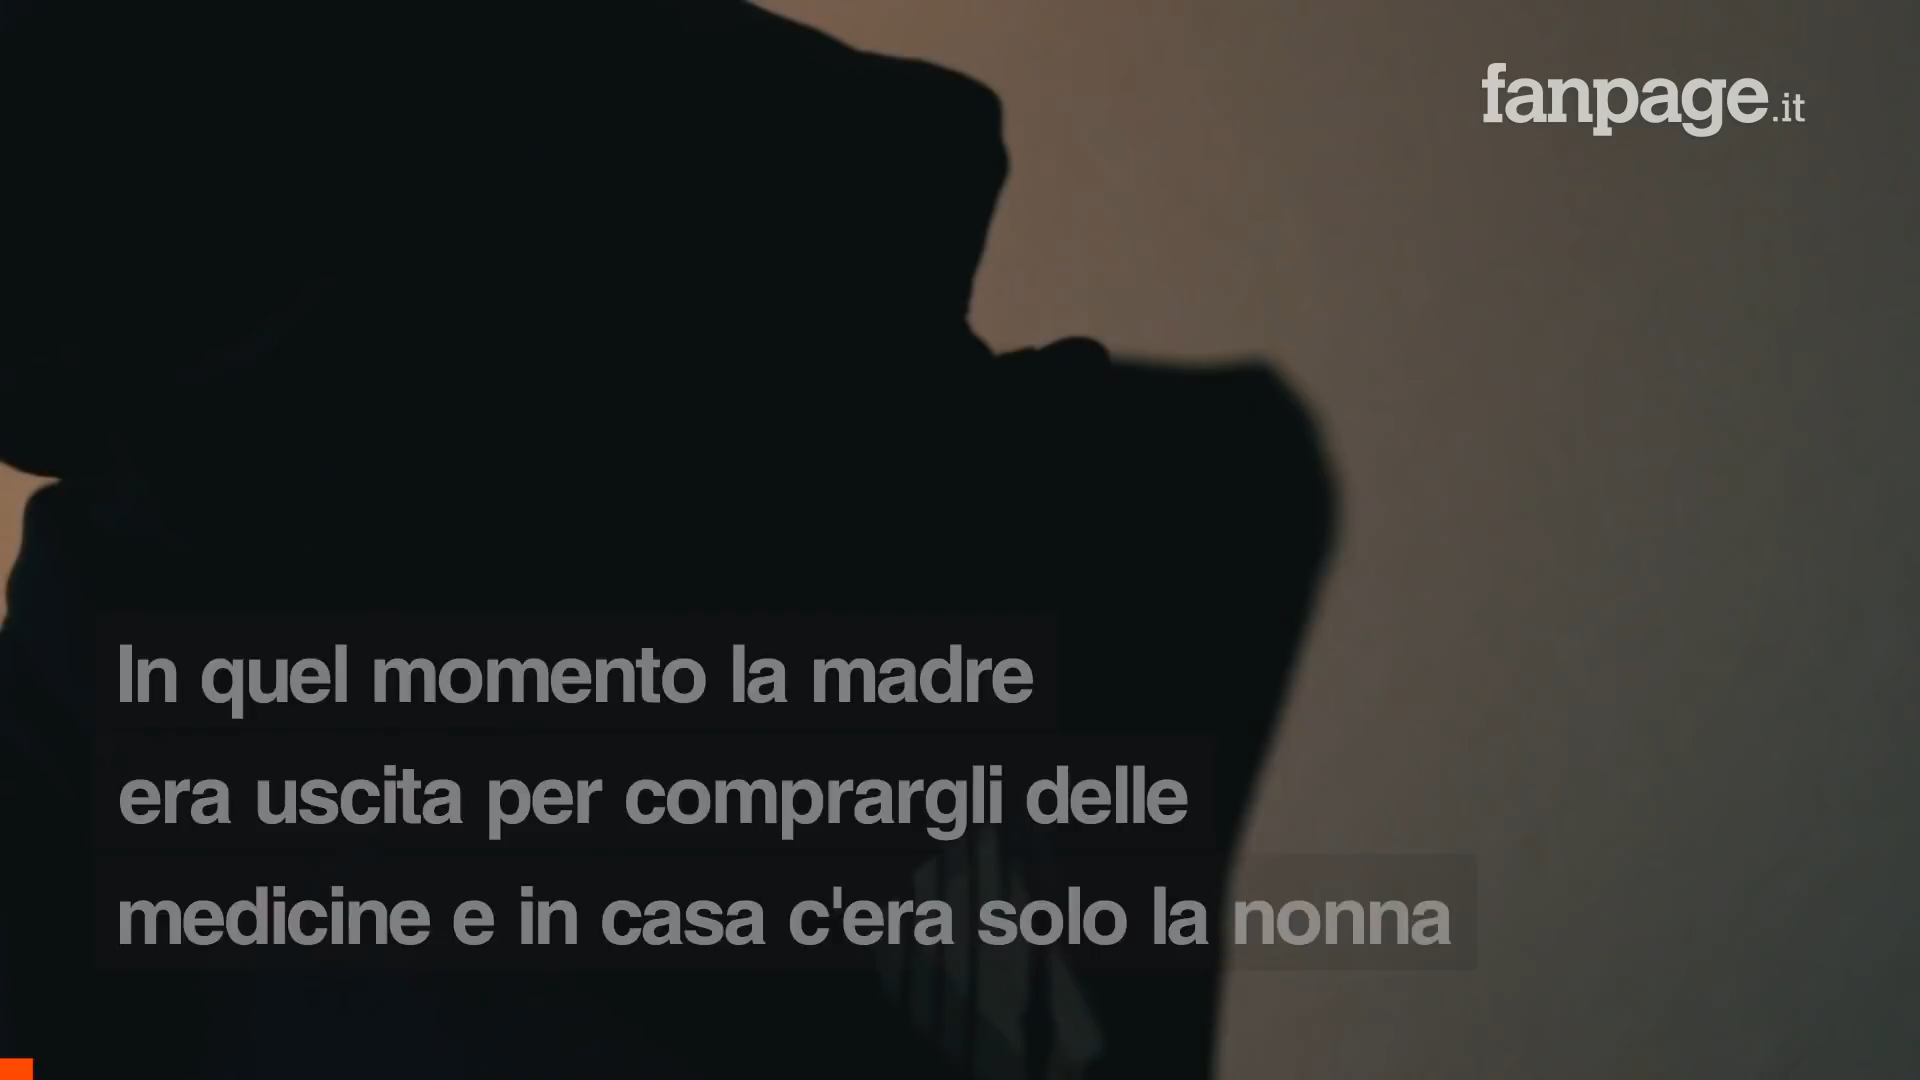 fanpage.it
In quel momento la madre
era uscita per comprargli delle
medicine e in casa c'era solo la nonna